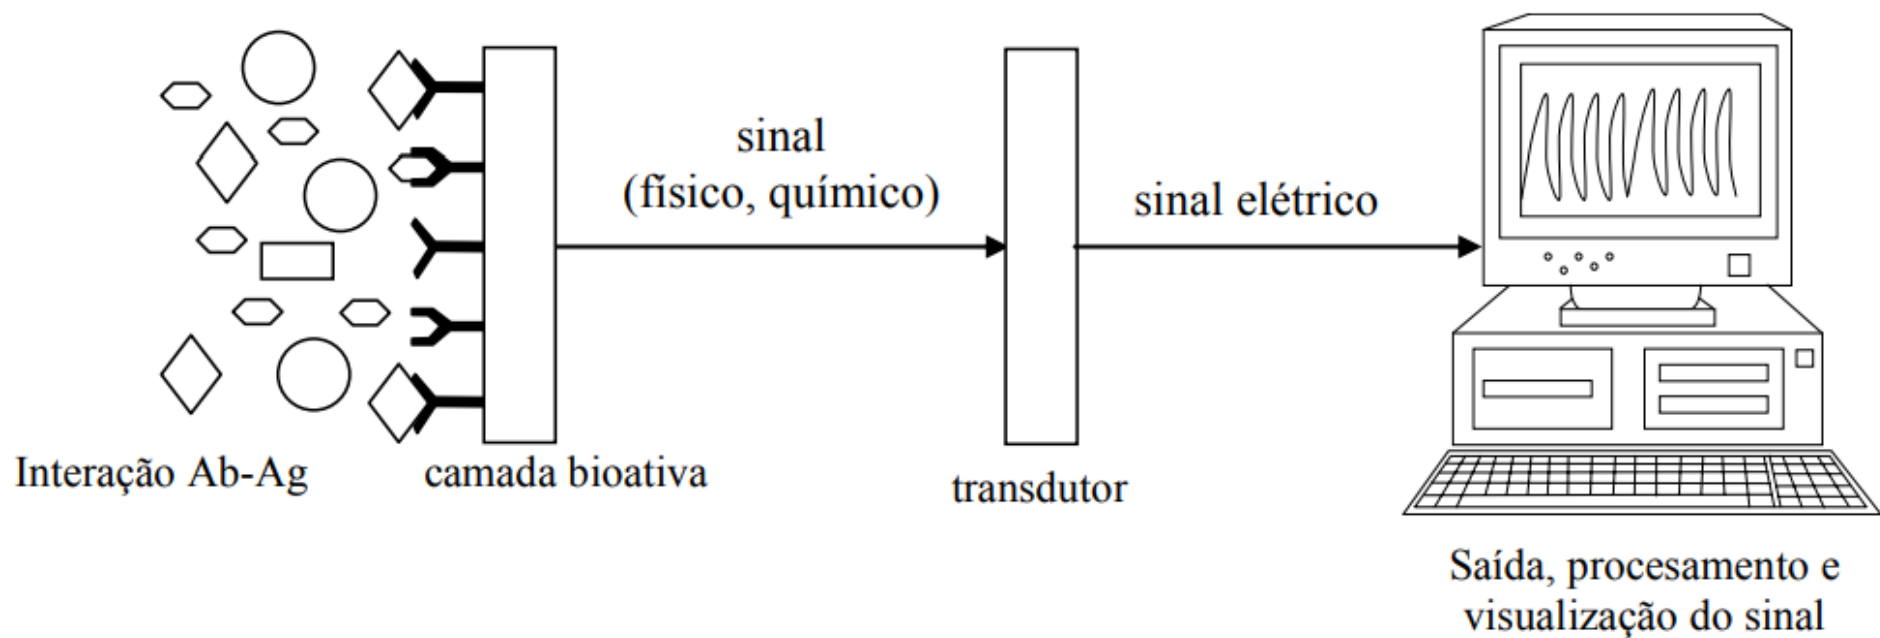 sinal
(físico, químico)
sinal elétrico
Interação Ab-Ag
camada bioativa
transdutor
Saída, procesamento e
visualização do sinal